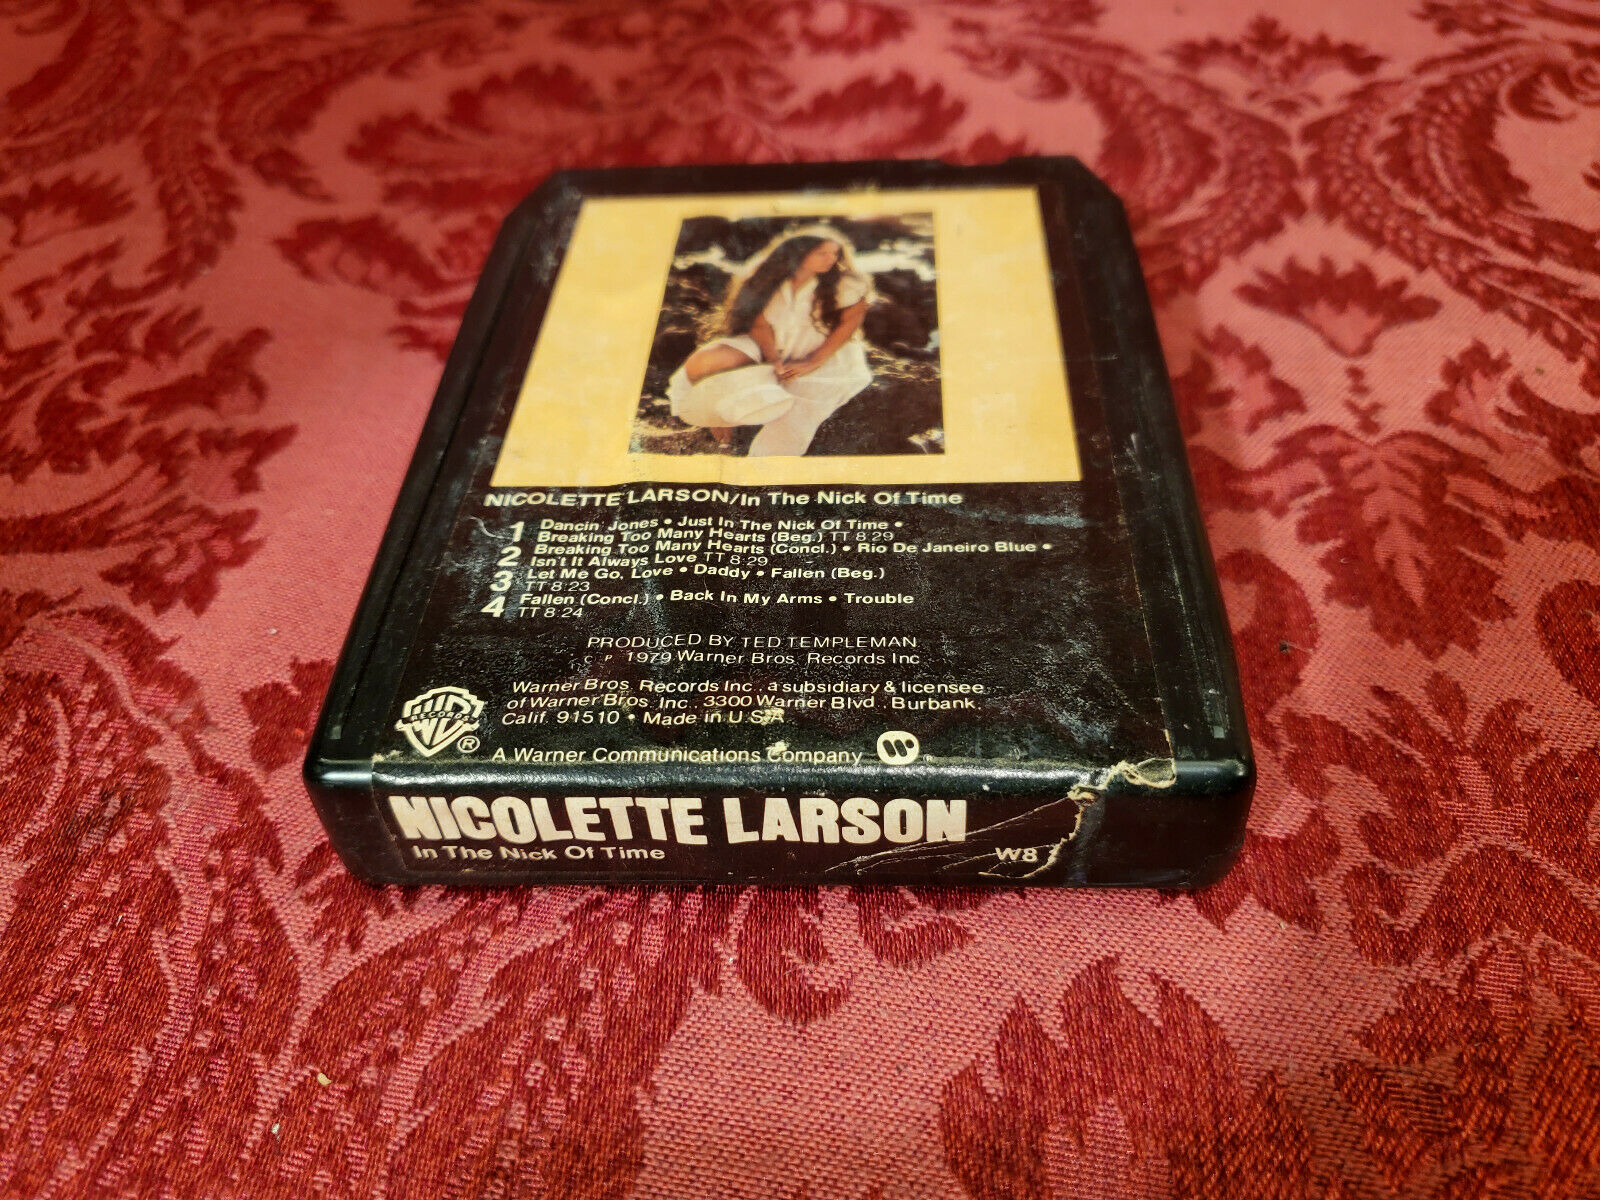 NICOLETTE LARSON/In The Nick Of Time
1 Dancin' Jones • Just In The Nick Of Time •
Breaking Too Many Hearts (Beg.) TT 8:29
2 Breaking Too Many Hearts (Concl.) • Rio De Janeiro Blue •
Isn't It Always Love TT 8:29
3 Let Me Go, Love • Daddy • Fallen (Beg.)
TT 8:23
4 Fallen (Concl.) • Back In My Arms • Trouble
TT 8:24
PRODUCED BY TED TEMPLEMAN
C P 1979 Warner Bros. Records Inc
Warner Bros. Records Inc., a subsidiary & licensee
of Warner Bros. Inc., 3300 Warner Blvd., Burbank,
Calif. 91510 • Made in U.S.A.
WB RECORDS ®
A Warner Communications Company
NICOLETTE LARSON
In The Nick Of Time
W8